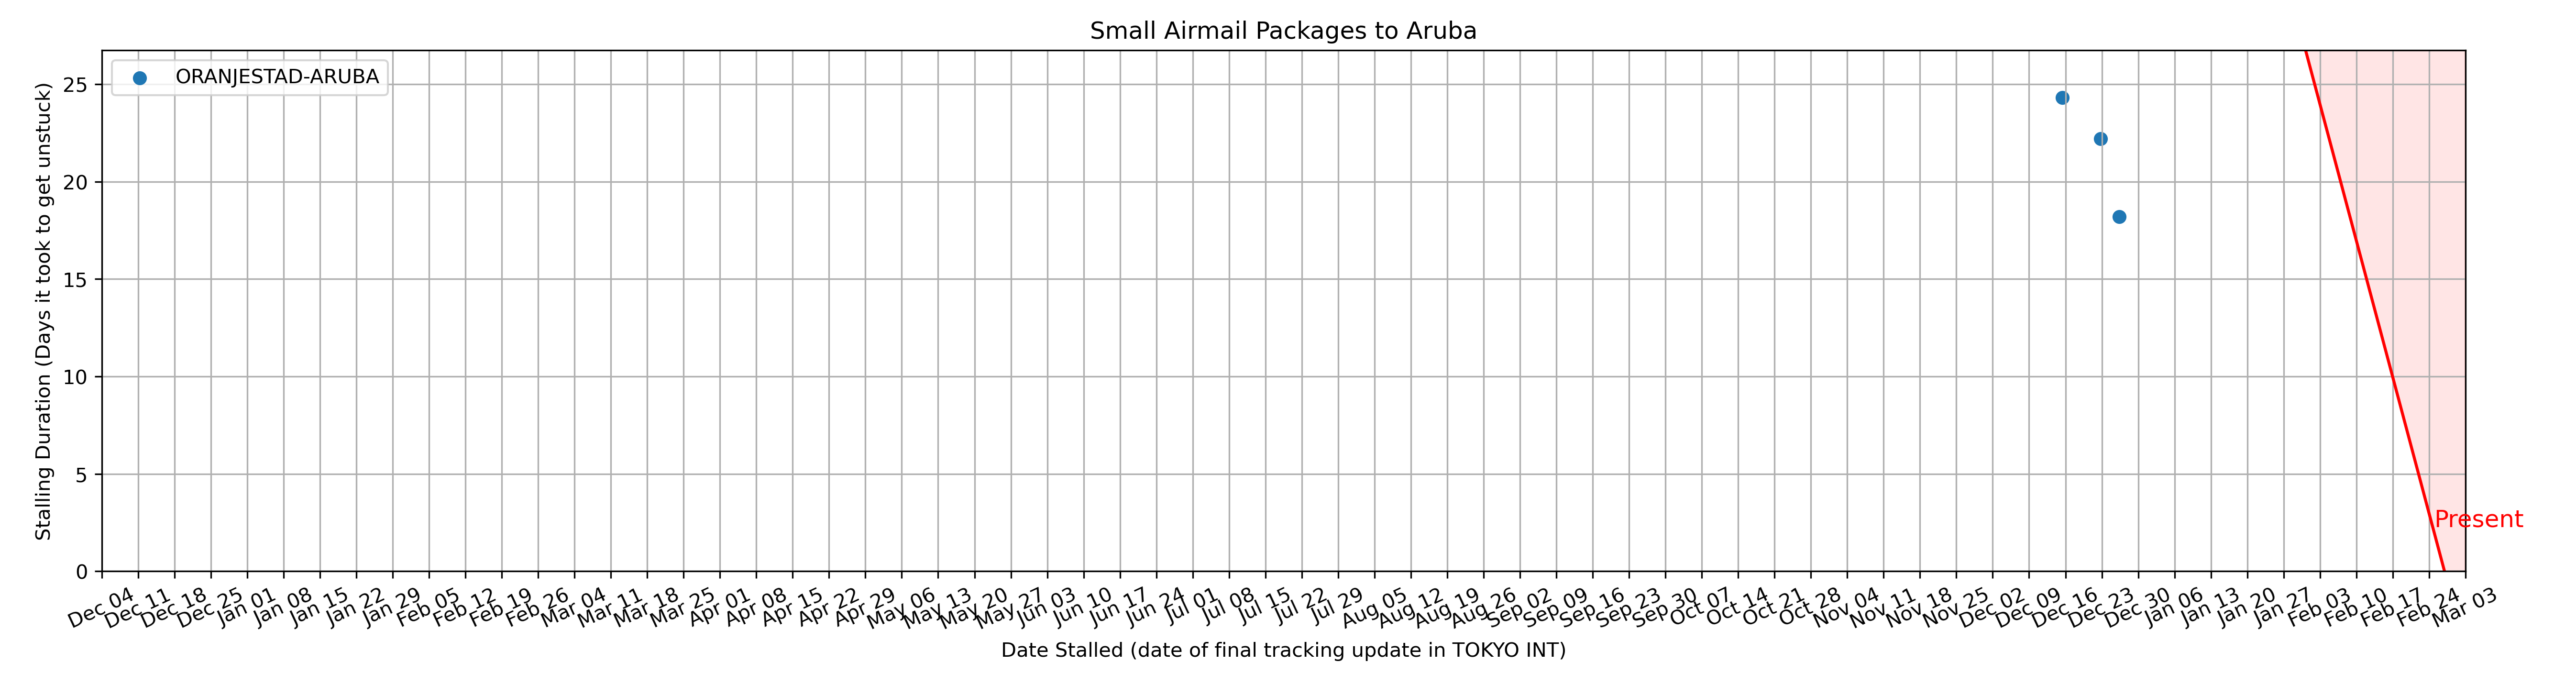 Small Airmail Packages to Aruba
ORANJESTAD-ARUBA
Stalling Duration (Days it took to get unstuck)
25
20
15
10
5
0
Present
Dec 04 Dec 11 Dec 18 Dec 25 Jan 01 Jan 08 Jan 15 Jan 22 Jan 29 Feb 05 Feb 12 Feb 19 Feb 26 Mar 04 Mar 11 Mar 18 Mar 25 Apr 01 Apr 08 Apr 15 Apr 22 Apr 29 May 06 May 13 May 20 May 27 Jun 03 Jun 10 Jun 17 Jun 24 Jul 01 Jul 08 Jul 15 Jul 22 Jul 29 Aug 05 Aug 12 Aug 19 Aug 26 Sep 02 Sep 09 Sep 16 Sep 23 Sep 30 Oct 07 Oct 14 Oct 21 Oct 28 Nov 04 Nov 11 Nov 18 Nov 25 Dec 02 Dec 09 Dec 16 Dec 23 Dec 30 Jan 06 Jan 13 Jan 20 Jan 27 Feb 03 Feb 10 Feb 17 Feb 24 Mar 03
Date Stalled (date of final tracking update in TOKYO INT)